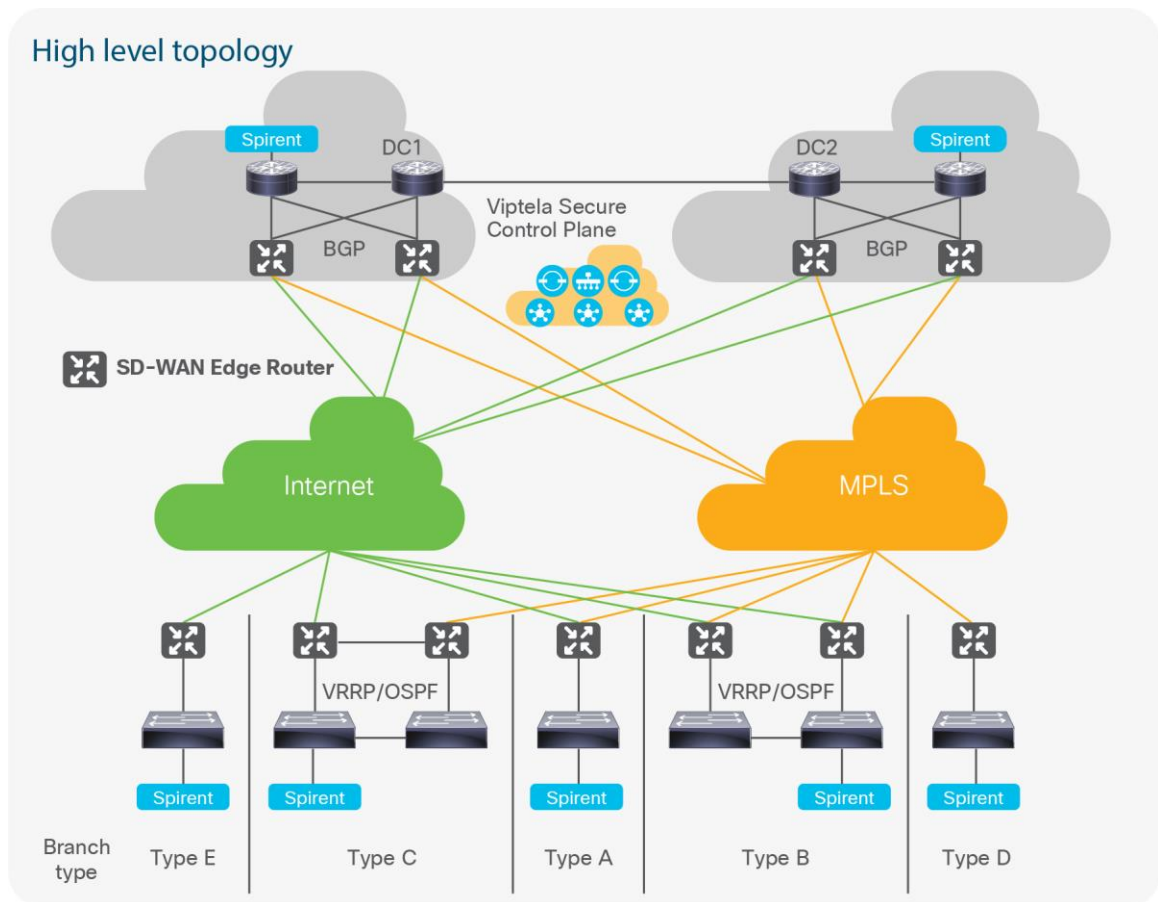 High level topology
Spirent
DC1
DC2
Spirent
Viptela Secure
Control Plane
BGP
BGP
SD-WAN Edge Router
Internet
MPLS
VRRP/OSPF
VRRP/OSPF
Spirent
Spirent
Spirent
Spirent
Spirent
Branch
type
Type E
Type C
Type A
Type B
Type D